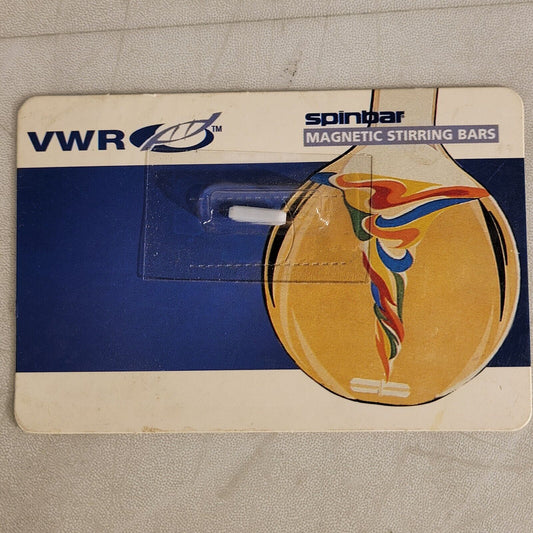 VWR™
spinbar
MAGNETIC STIRRING BARS